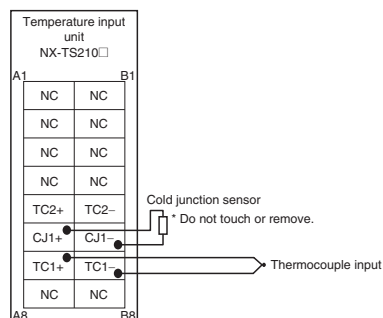 Temperature input
unit
NX-TS210□
A1 B1
NC NC
NC NC
NC NC
NC NC
TC2+ TC2−
Cold junction sensor
* Do not touch or remove.
CJ1+ CJ1−
TC1+ TC1−
Thermocouple input
NC NC
A8 B8